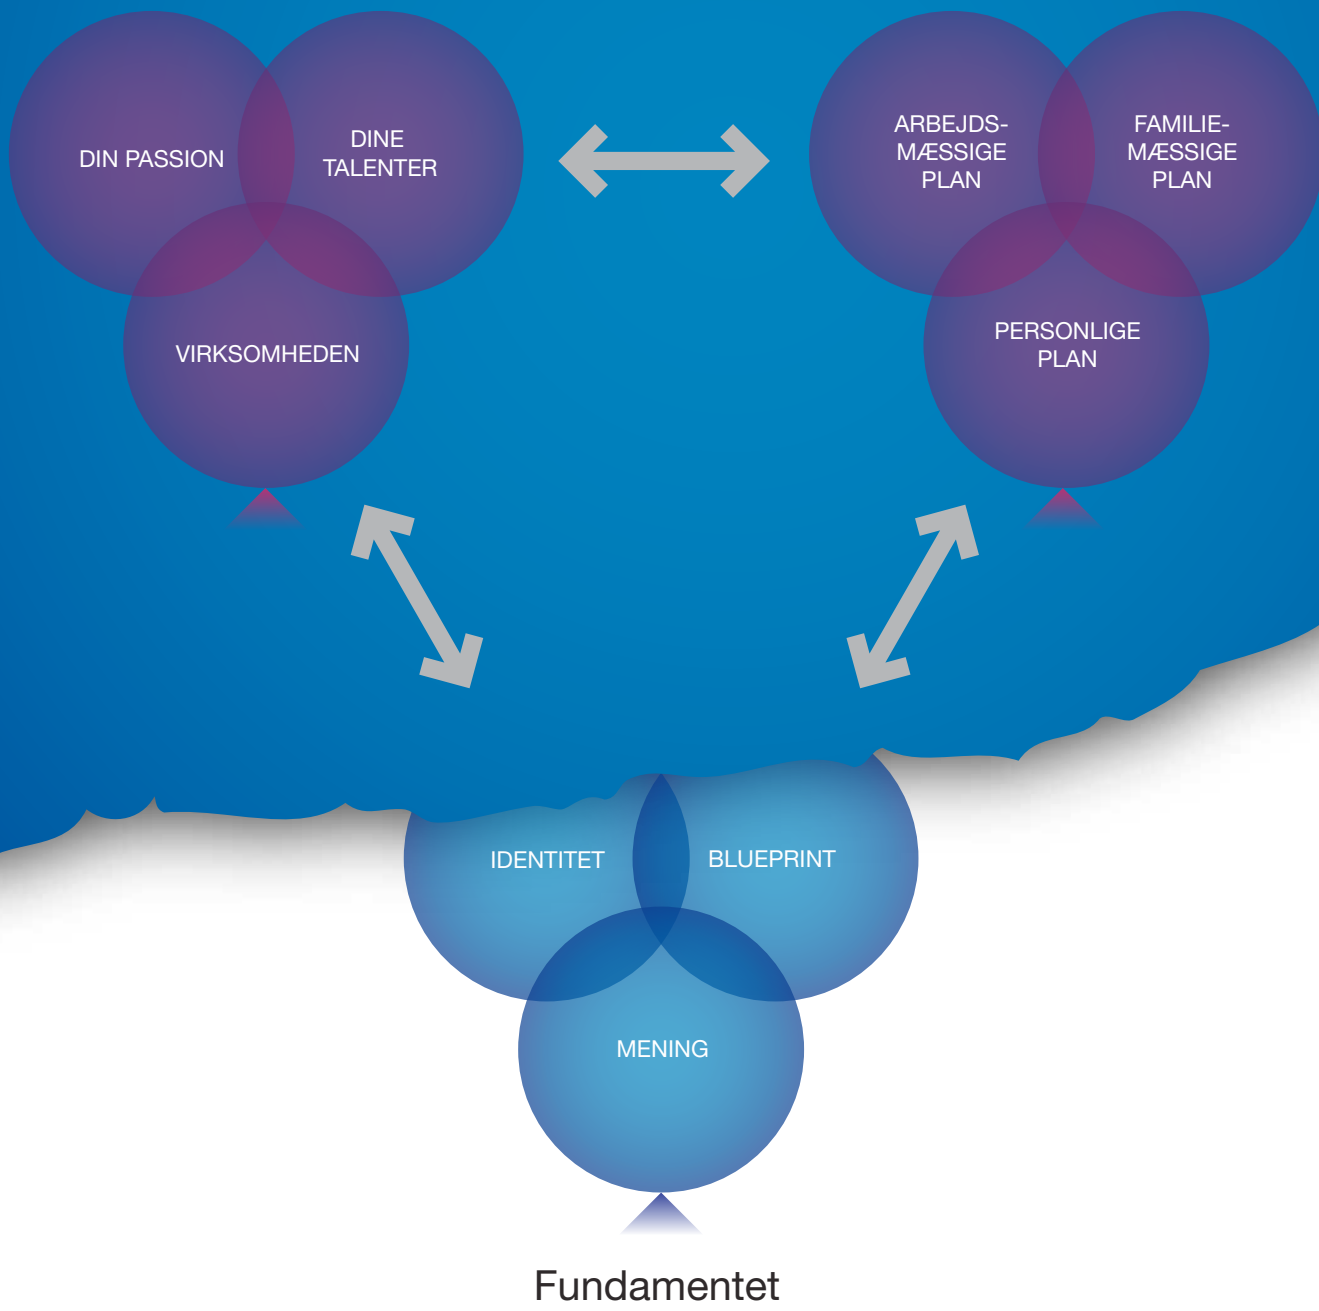 DIN PASSION
DINE
TALENTER
VIRKSOMHEDEN
ARBEJDS-
MÆSSIGE
PLAN
FAMILIE-
MÆSSIGE
PLAN
PERSONLIGE
PLAN
IDENTITET
BLUEPRINT
MENING
Fundamentet